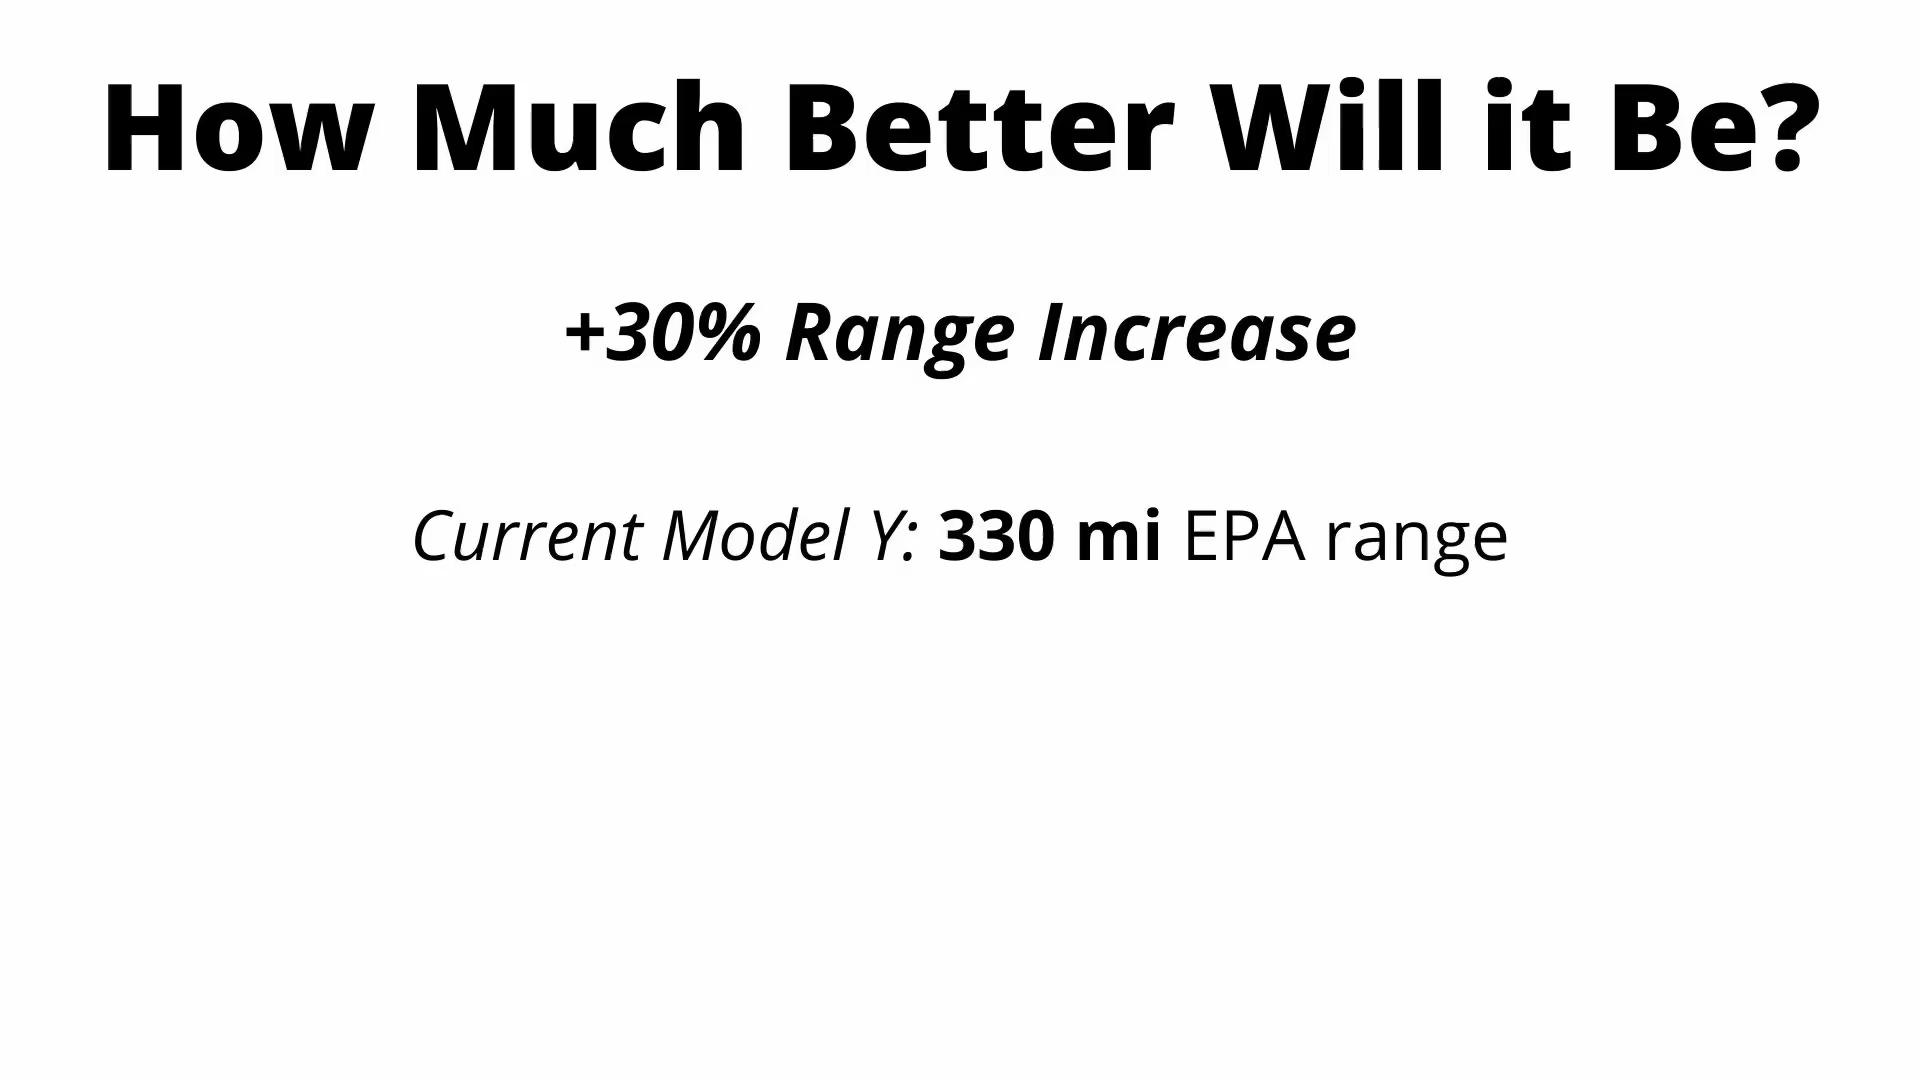 How Much Better Will it Be?
+30% Range Increase
Current Model Y: 330 mi EPA range